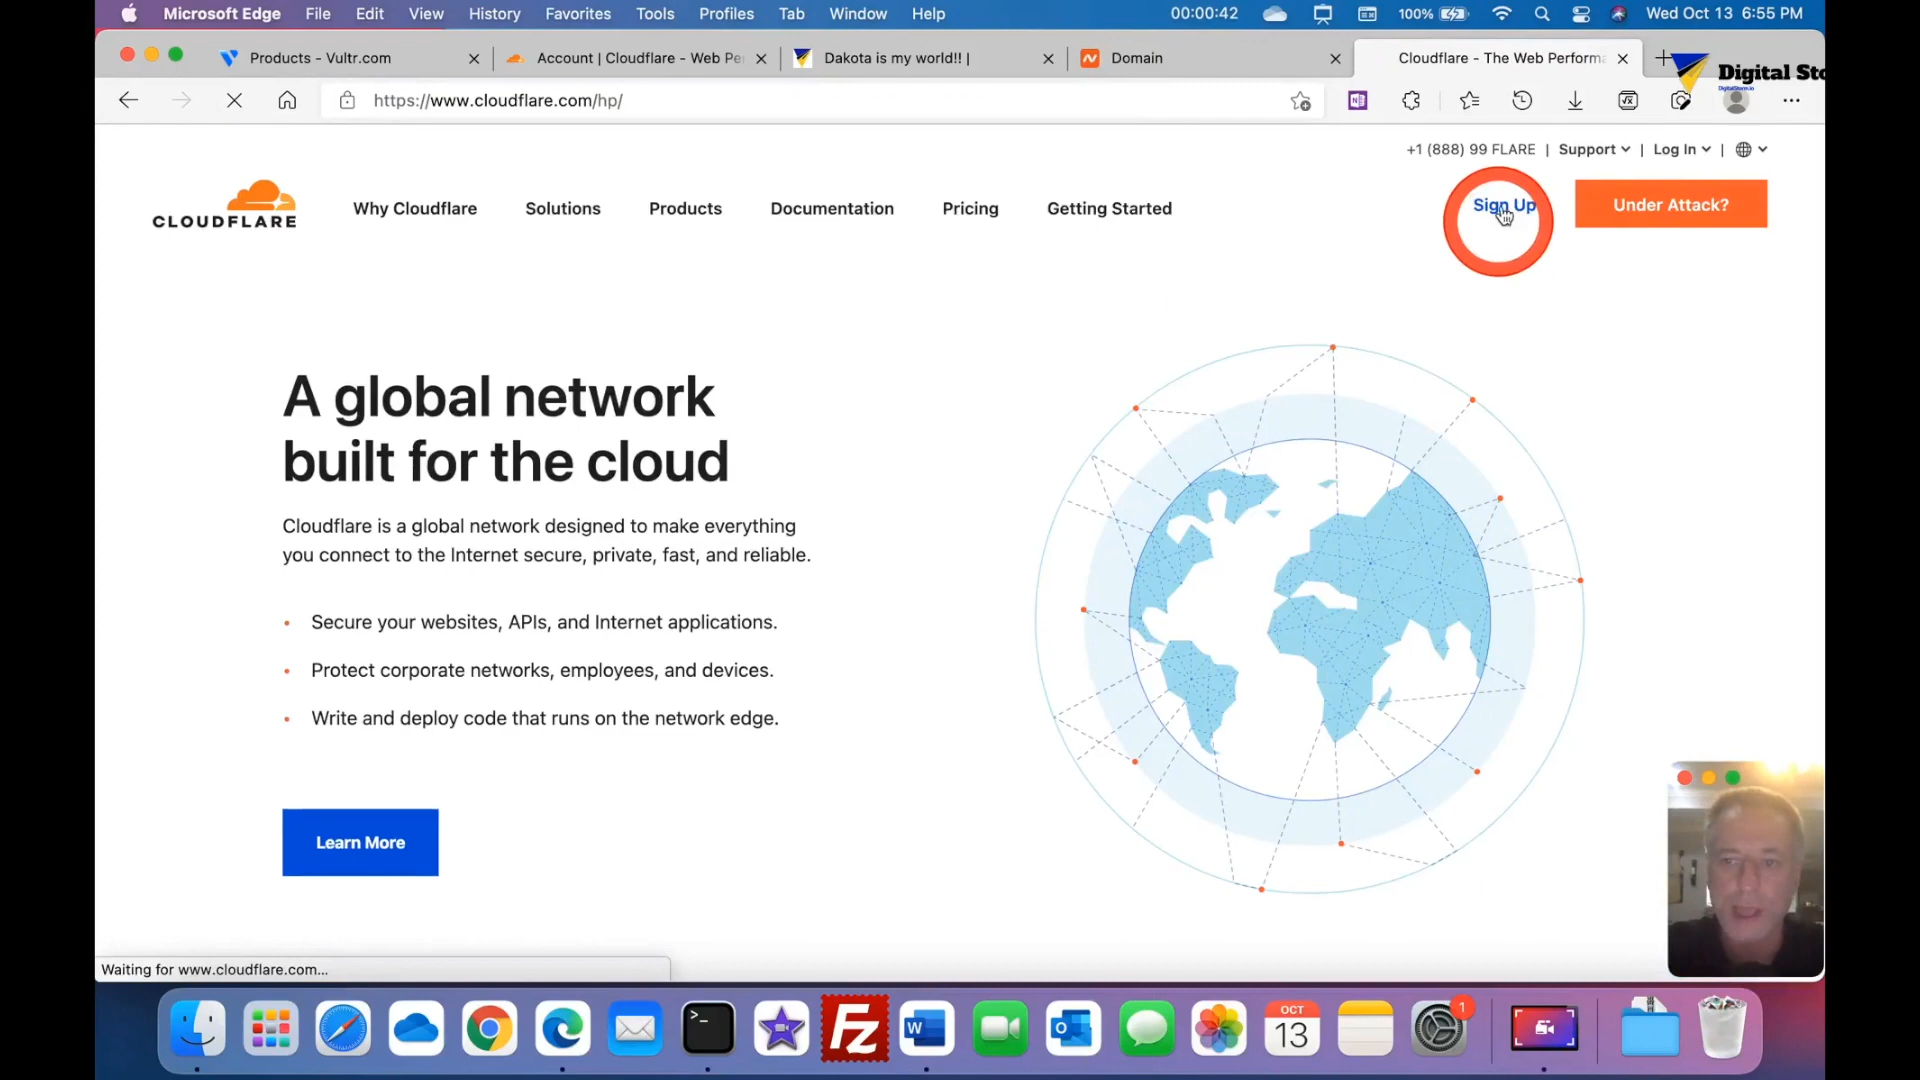 Microsoft Edge File Edit View History Favorites Tools Profiles Tab Window Help 00:00:42 100% Wed Oct 13 6:55 PM
Products - Vultr.com Account | Cloudflare - Web Pe Dakota is my world!! | Domain Cloudflare - The Web Performa
Digital Sto
DigitalStorm.io
https://www.cloudflare.com/hp/
+1 (888) 99 FLARE | Support | Log In |
CLOUDFLARE Why Cloudflare Solutions Products Documentation Pricing Getting Started Sign Up Under Attack?
A global network
built for the cloud
Cloudflare is a global network designed to make everything
you connect to the Internet secure, private, fast, and reliable.
• Secure your websites, APIs, and Internet applications.
• Protect corporate networks, employees, and devices.
• Write and deploy code that runs on the network edge.
Learn More
Waiting for www.cloudflare.com...
>_ Fz W O OCT 13 1